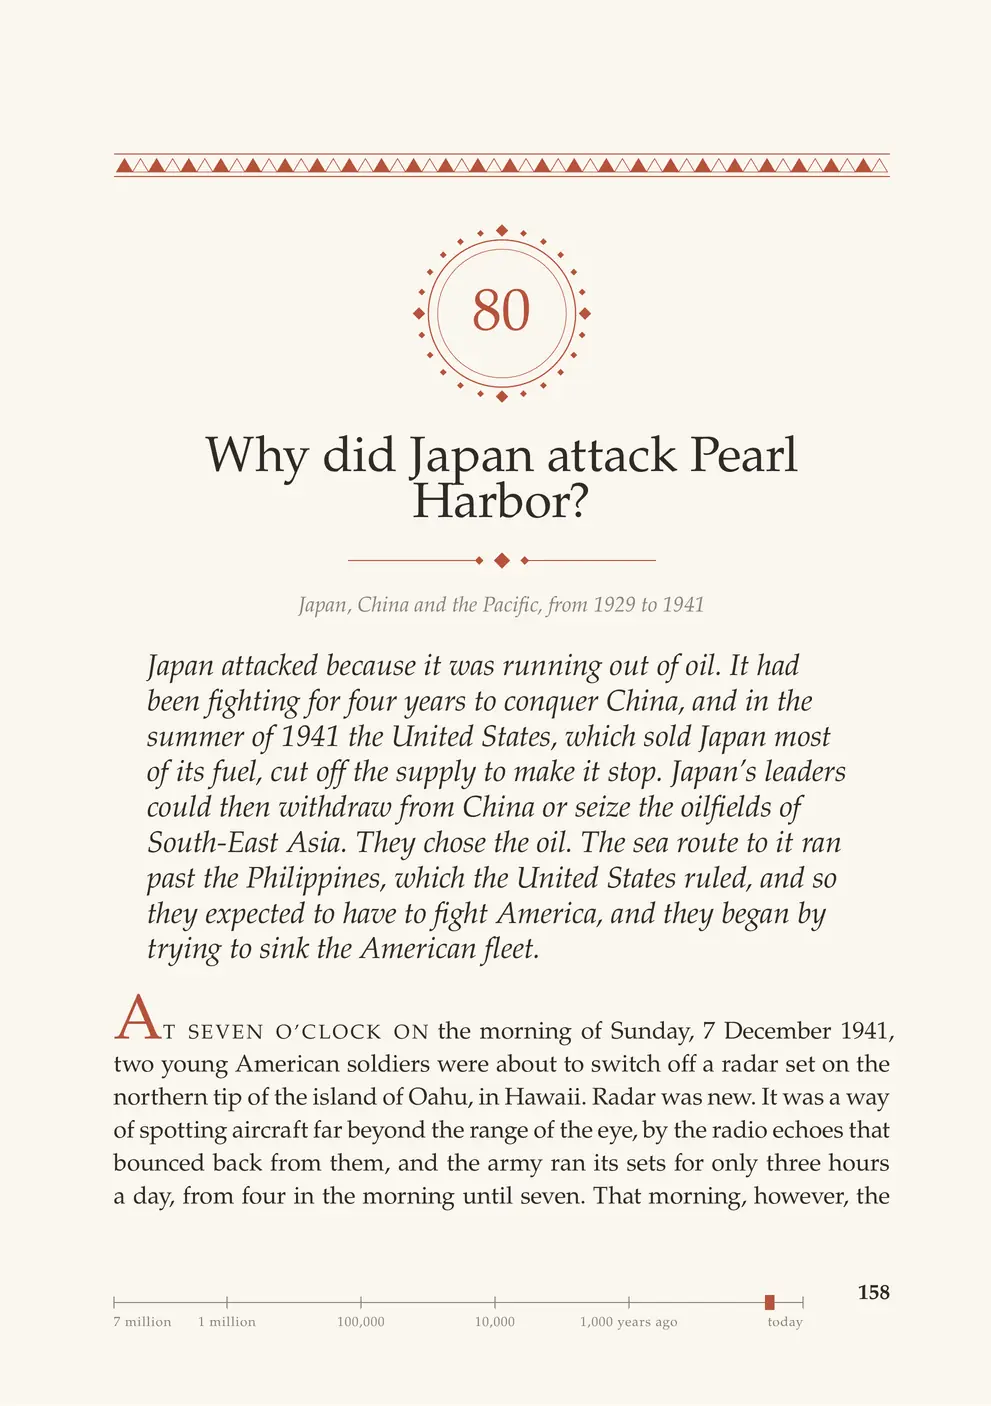 80
Why did Japan attack Pearl
Harbor?
Japan, China and the Pacific, from 1929 to 1941
Japan attacked because it was running out of oil. It had
been fighting for four years to conquer China, and in the
summer of 1941 the United States, which sold Japan most
of its fuel, cut off the supply to make it stop. Japan’s leaders
could then withdraw from China or seize the oilfields of
South-East Asia. They chose the oil. The sea route to it ran
past the Philippines, which the United States ruled, and so
they expected to have to fight America, and they began by
trying to sink the American fleet.
AT SEVEN O’CLOCK ON the morning of Sunday, 7 December 1941,
two young American soldiers were about to switch off a radar set on the
northern tip of the island of Oahu, in Hawaii. Radar was new. It was a way
of spotting aircraft far beyond the range of the eye, by the radio echoes that
bounced back from them, and the army ran its sets for only three hours
a day, from four in the morning until seven. That morning, however, the
158
7 million 1 million 100,000 10,000 1,000 years ago today